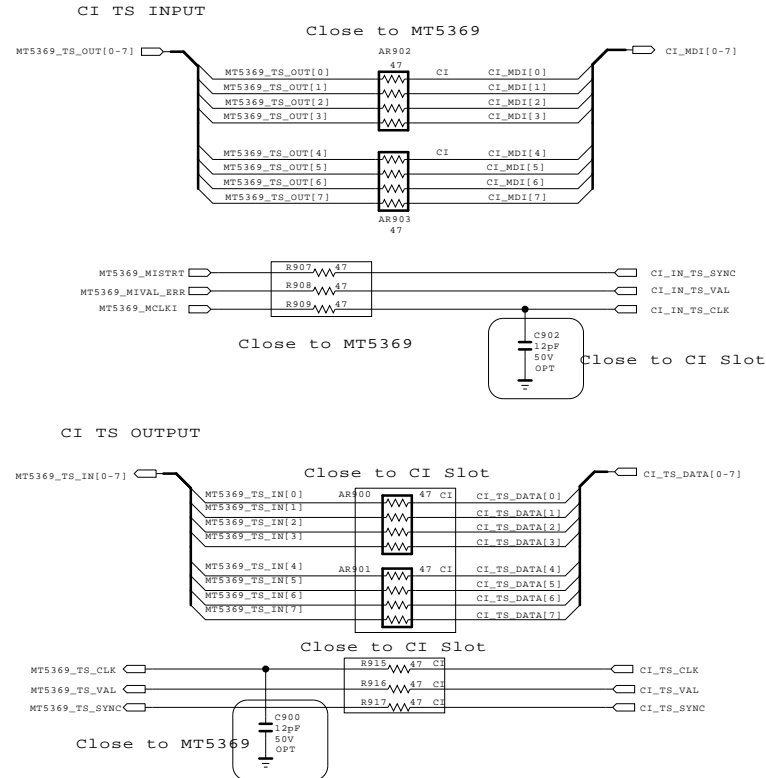 CI TS INPUT
Close to MT5369
MT5369_TS_OUT[0-7]
AR902
CI_MDI[0-7]
47
MT5369_TS_OUT[0] CI CI_MDI[0]
MT5369_TS_OUT[1] CI_MDI[1]
MT5369_TS_OUT[2] CI_MDI[2]
MT5369_TS_OUT[3] CI_MDI[3]
MT5369_TS_OUT[4] CI CI_MDI[4]
MT5369_TS_OUT[5] CI_MDI[5]
MT5369_TS_OUT[6] CI_MDI[6]
MT5369_TS_OUT[7] CI_MDI[7]
AR903
47
MT5369_MISTRT R907 47 CI_IN_TS_SYNC
MT5369_MIVAL_ERR R908 47 CI_IN_TS_VAL
MT5369_MCLKI R909 47 CI_IN_TS_CLK
Close to MT5369
C902
12pF
50V
OPT
Close to CI Slot
CI TS OUTPUT
Close to CI Slot
MT5369_TS_IN[0-7] CI_TS_DATA[0-7]
MT5369_TS_IN[0] AR900 47 CI CI_TS_DATA[0]
MT5369_TS_IN[1] CI_TS_DATA[1]
MT5369_TS_IN[2] CI_TS_DATA[2]
MT5369_TS_IN[3] CI_TS_DATA[3]
MT5369_TS_IN[4] AR901 47 CI CI_TS_DATA[4]
MT5369_TS_IN[5] CI_TS_DATA[5]
MT5369_TS_IN[6] CI_TS_DATA[6]
MT5369_TS_IN[7] CI_TS_DATA[7]
Close to CI Slot
MT5369_TS_CLK R915 47 CI CI_TS_CLK
MT5369_TS_VAL R916 47 CI CI_TS_VAL
MT5369_TS_SYNC R917 47 CI CI_TS_SYNC
C900
12pF
50V
OPT
Close to MT5369